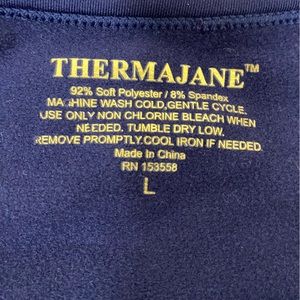 THERMAJANE™
92% Soft Polyester / 8% Spandex
MACHINE WASH COLD,GENTLE CYCLE.
USE ONLY NON CHLORINE BLEACH WHEN
NEEDED. TUMBLE DRY LOW.
REMOVE PROMPTLY.COOL IRON IF NEEDED
Made In China
RN 153558
L